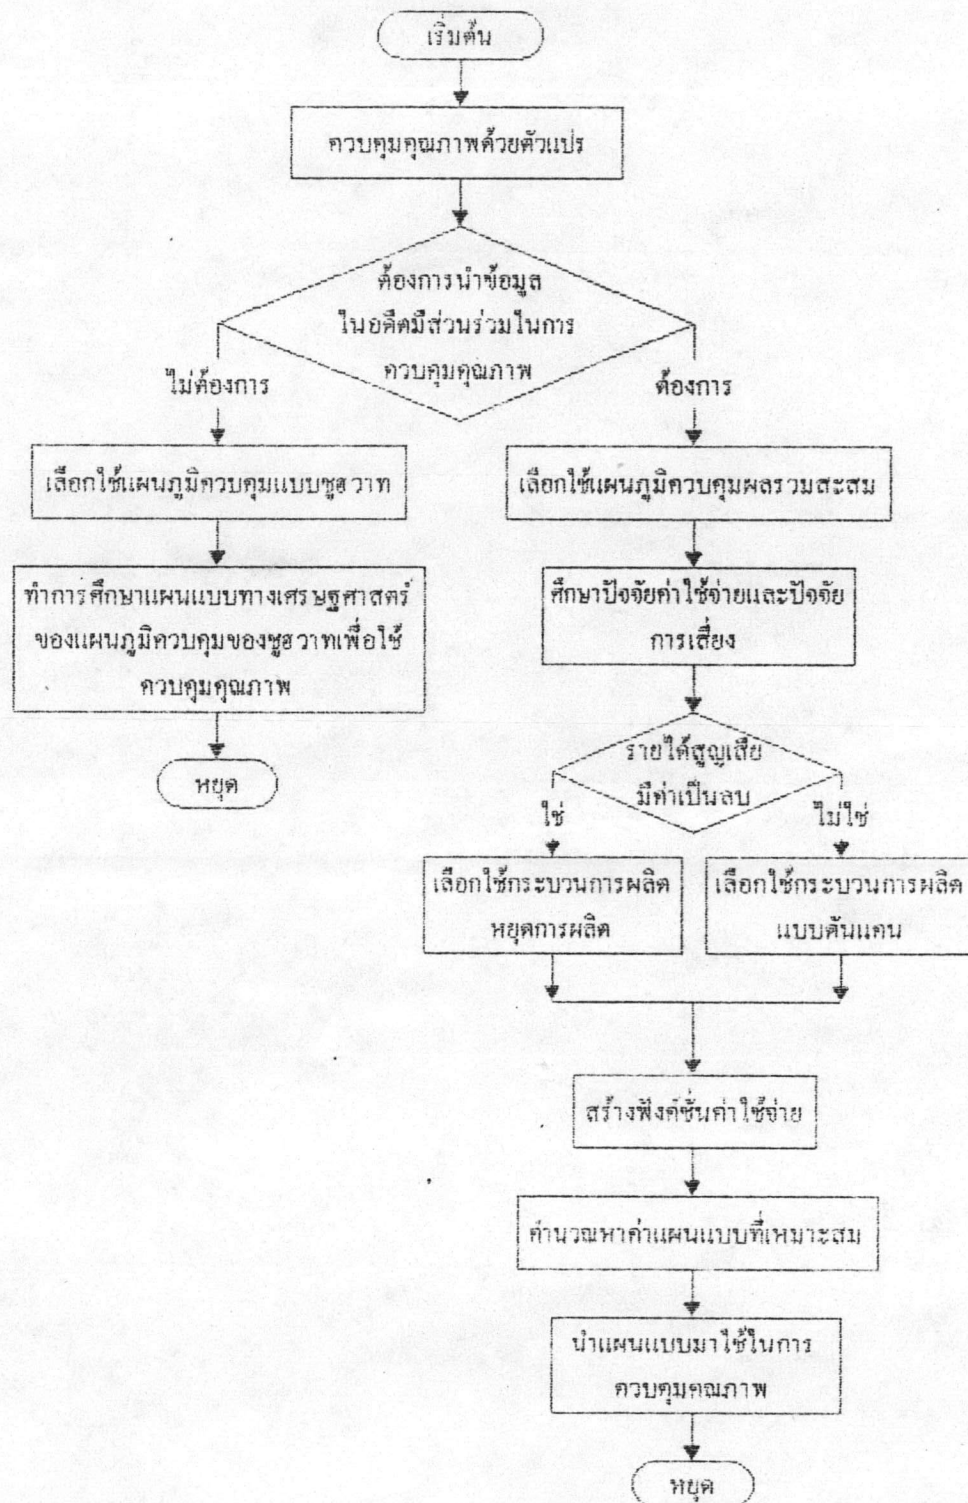 เริ่มต้น
ควบคุมคุณภาพด้วยตัวแปร
ต้องการนำข้อมูล
ในอดีตมีส่วนร่วมในการ
ควบคุมคุณภาพ
ไม่ต้องการ
ต้องการ
เลือกใช้แผนภูมิควบคุมแบบชูฮวาท
เลือกใช้แผนภูมิควบคุมผลรวมสะสม
ทำการศึกษาแผนแบบทางเศรษฐศาสตร์
ของแผนภูมิควบคุมของชูฮวาทเพื่อใช้
ควบคุมคุณภาพ
หยุด
ศึกษาปัจจัยค่าใช้จ่ายและปัจจัย
การเสี่ยง
รายได้สูญเสีย
มีค่าเป็นลบ
ใช่
ไม่ใช่
เลือกใช้กระบวนการผลิต
หยุดการผลิต
เลือกใช้กระบวนการผลิต
แบบดันแดน
สร้างฟังค์ชั่นค่าใช้จ่าย
คำนวณหาค่าแผนแบบที่เหมาะสม
นำแผนแบบมาใช้ในการ
ควบคุมคุณภาพ
หยุด